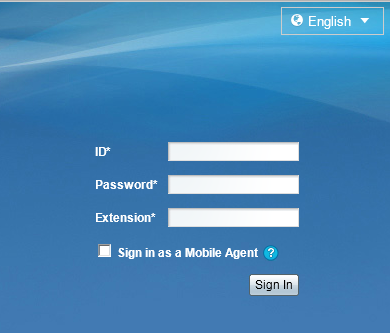 English
ID*
Password*
Extension*
Sign in as a Mobile Agent ?
Sign In